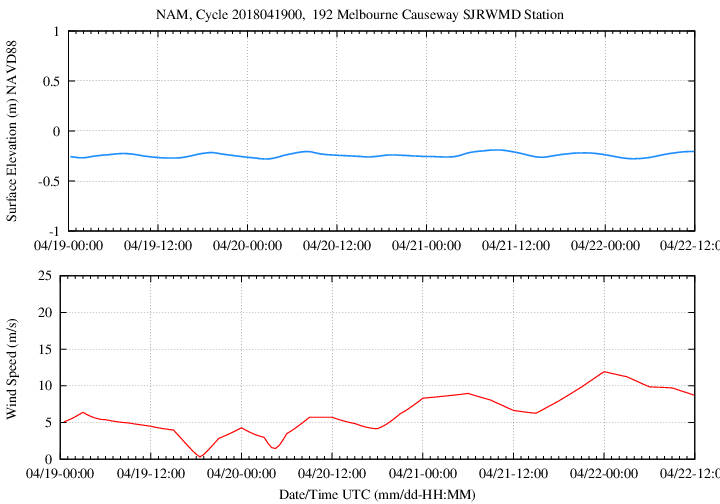 NAM, Cycle 2018041900,  192 Melbourne Causeway SJRWMD Station
Surface Elevation (m) NAVD88
1
0.5
0
-0.5
-1
04/19-00:00 04/19-12:00 04/20-00:00 04/20-12:00 04/21-00:00 04/21-12:00 04/22-00:00 04/22-12:0
Wind Speed (m/s)
25
20
15
10
5
0
04/19-00:00 04/19-12:00 04/20-00:00 04/20-12:00 04/21-00:00 04/21-12:00 04/22-00:00 04/22-12:0
Date/Time UTC (mm/dd-HH:MM)